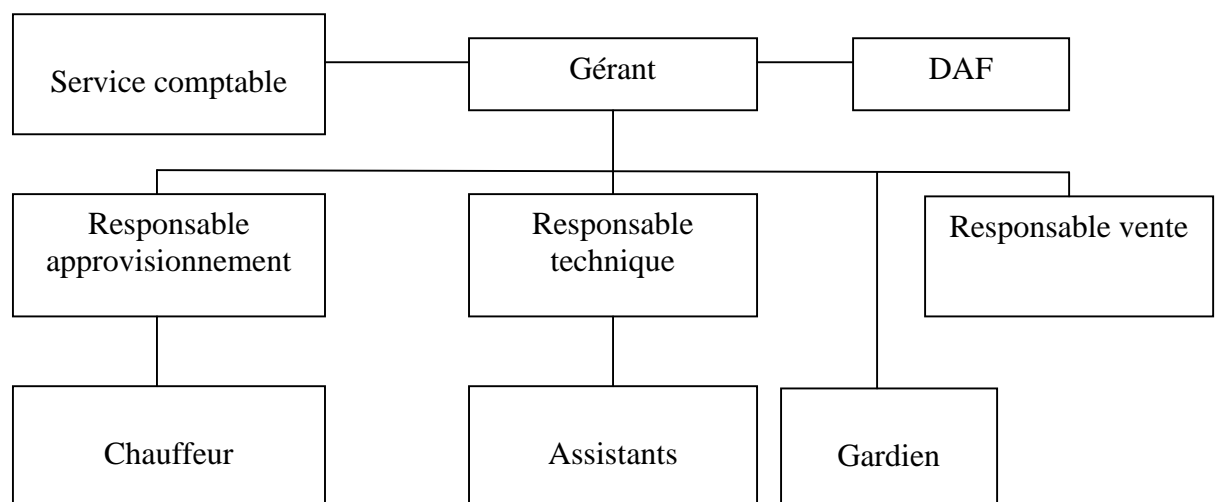 Service comptable
Gérant
DAF
Responsable
approvisionnement
Responsable
technique
Responsable vente
Chauffeur
Assistants
Gardien